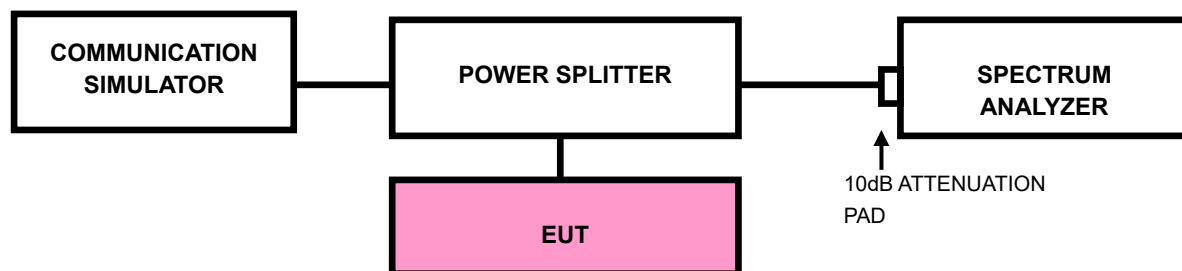 COMMUNICATION
SIMULATOR
POWER SPLITTER
SPECTRUM
ANALYZER
10dB ATTENUATION
PAD
EUT